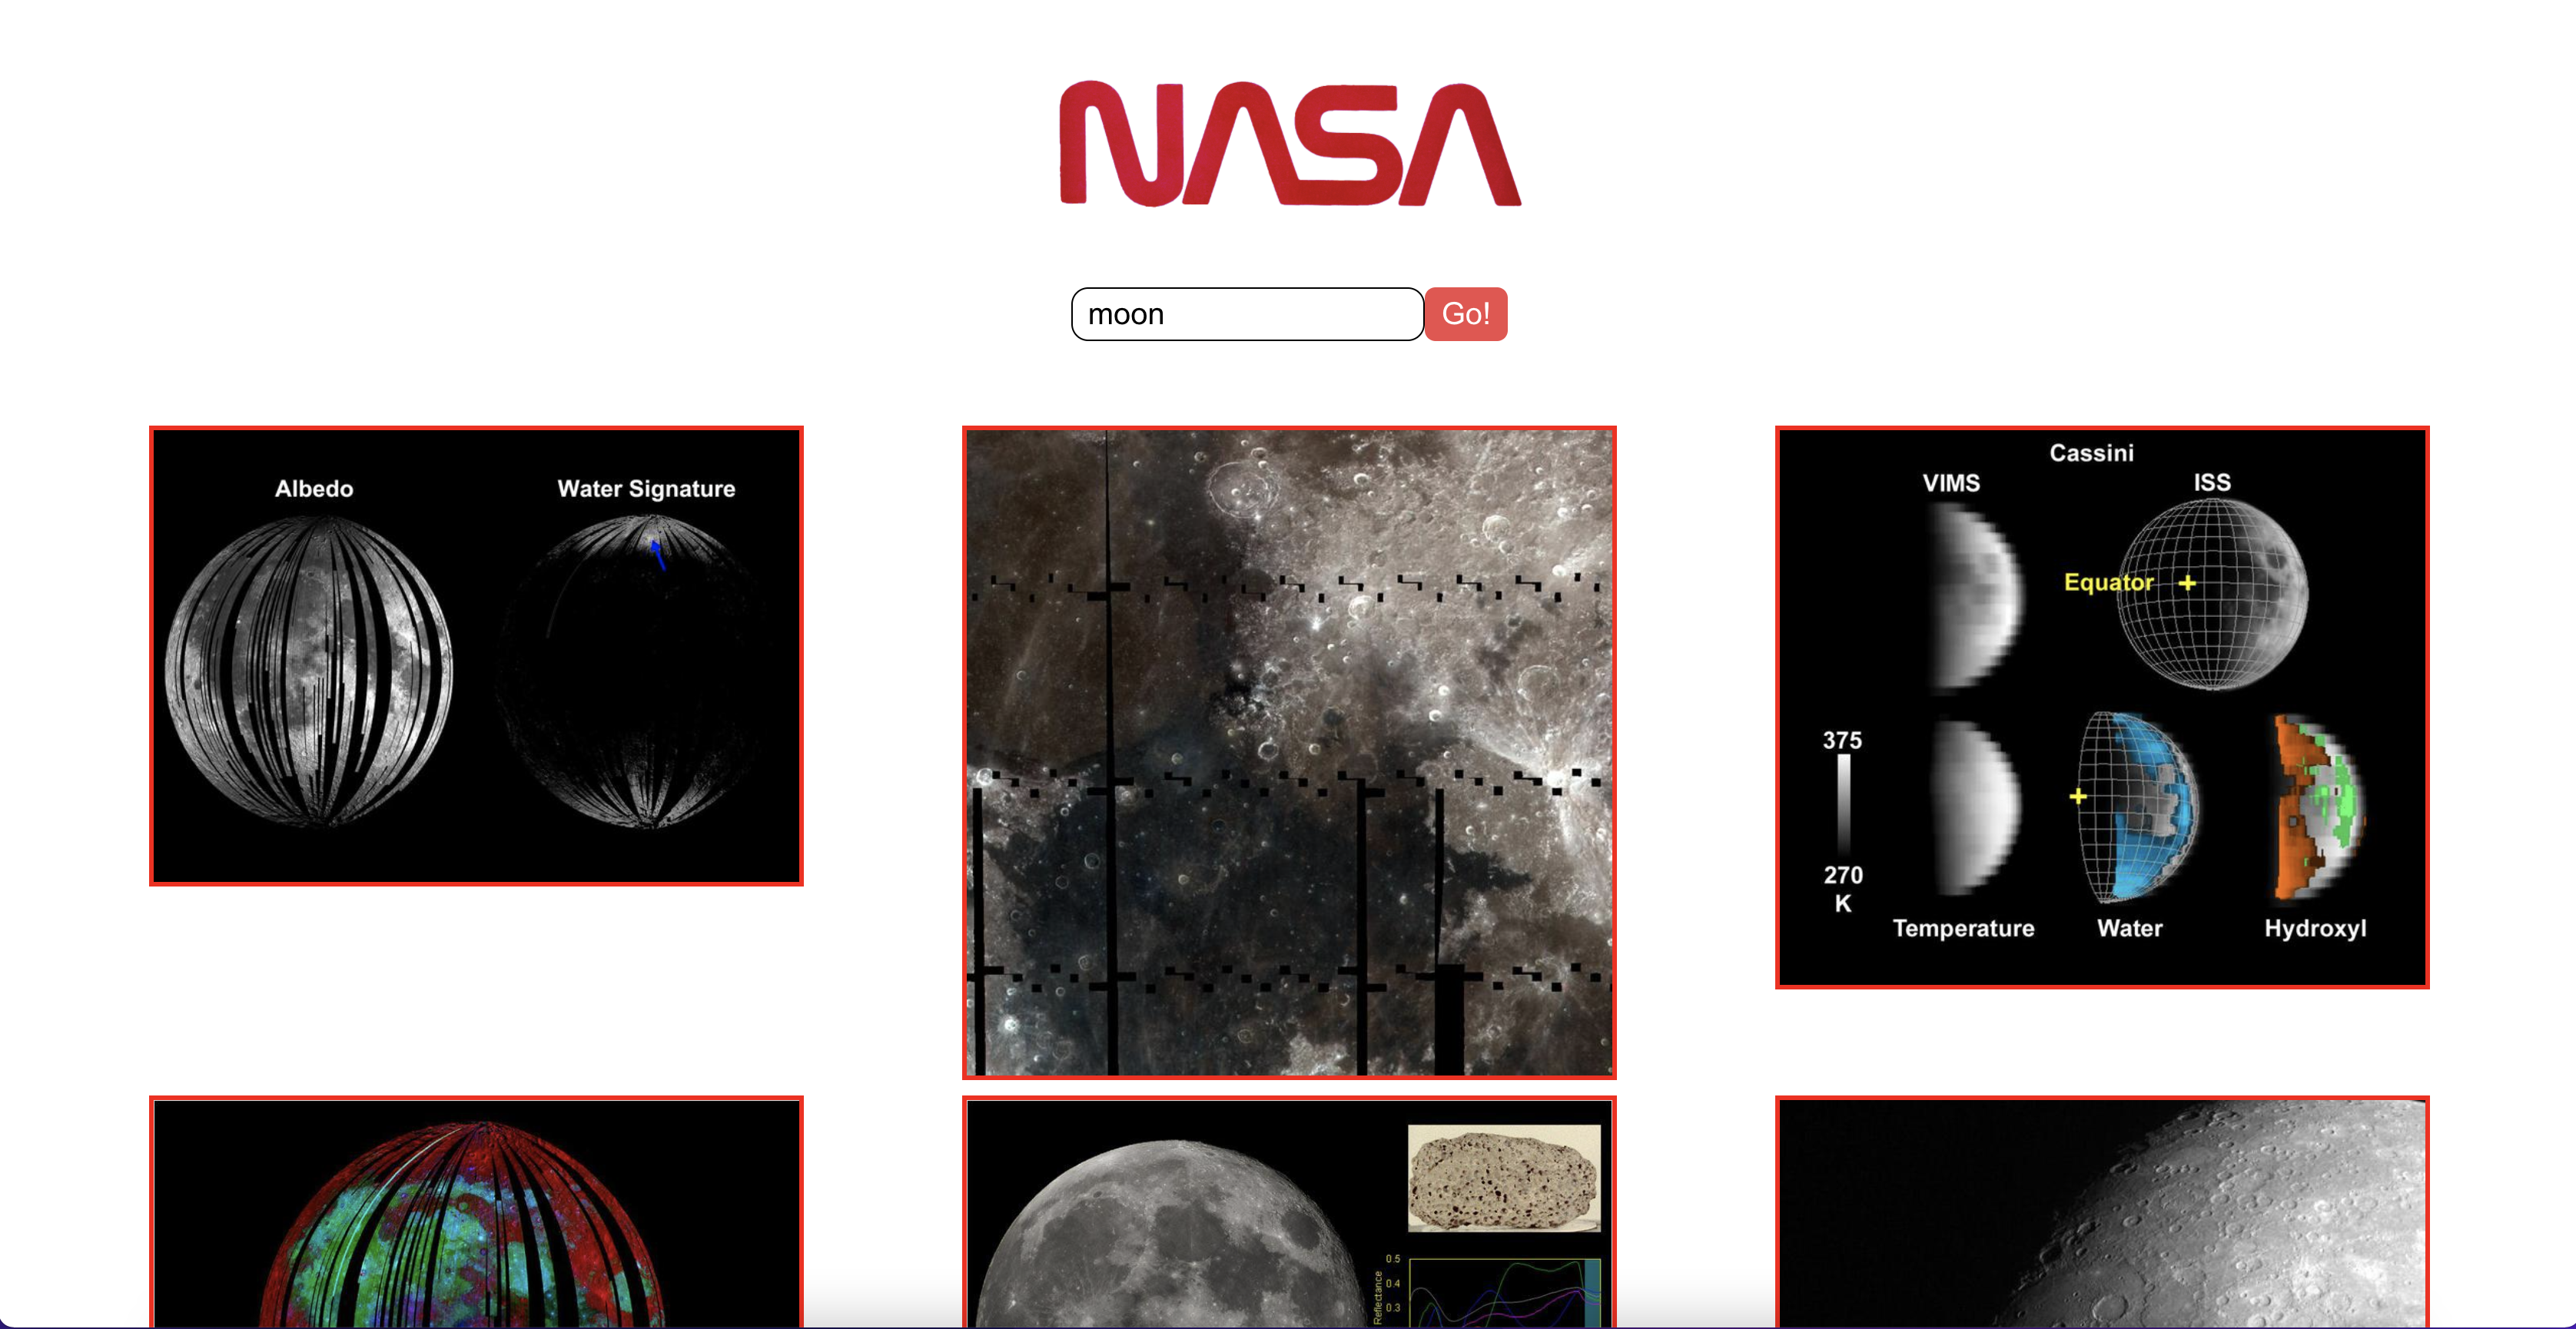 NASA
moon
Go!
Albedo
Water Signature
Cassini
VIMS
ISS
Equator
375
270
K
Temperature
Water
Hydroxyl
0.5
0.4
0.3
Reflectance